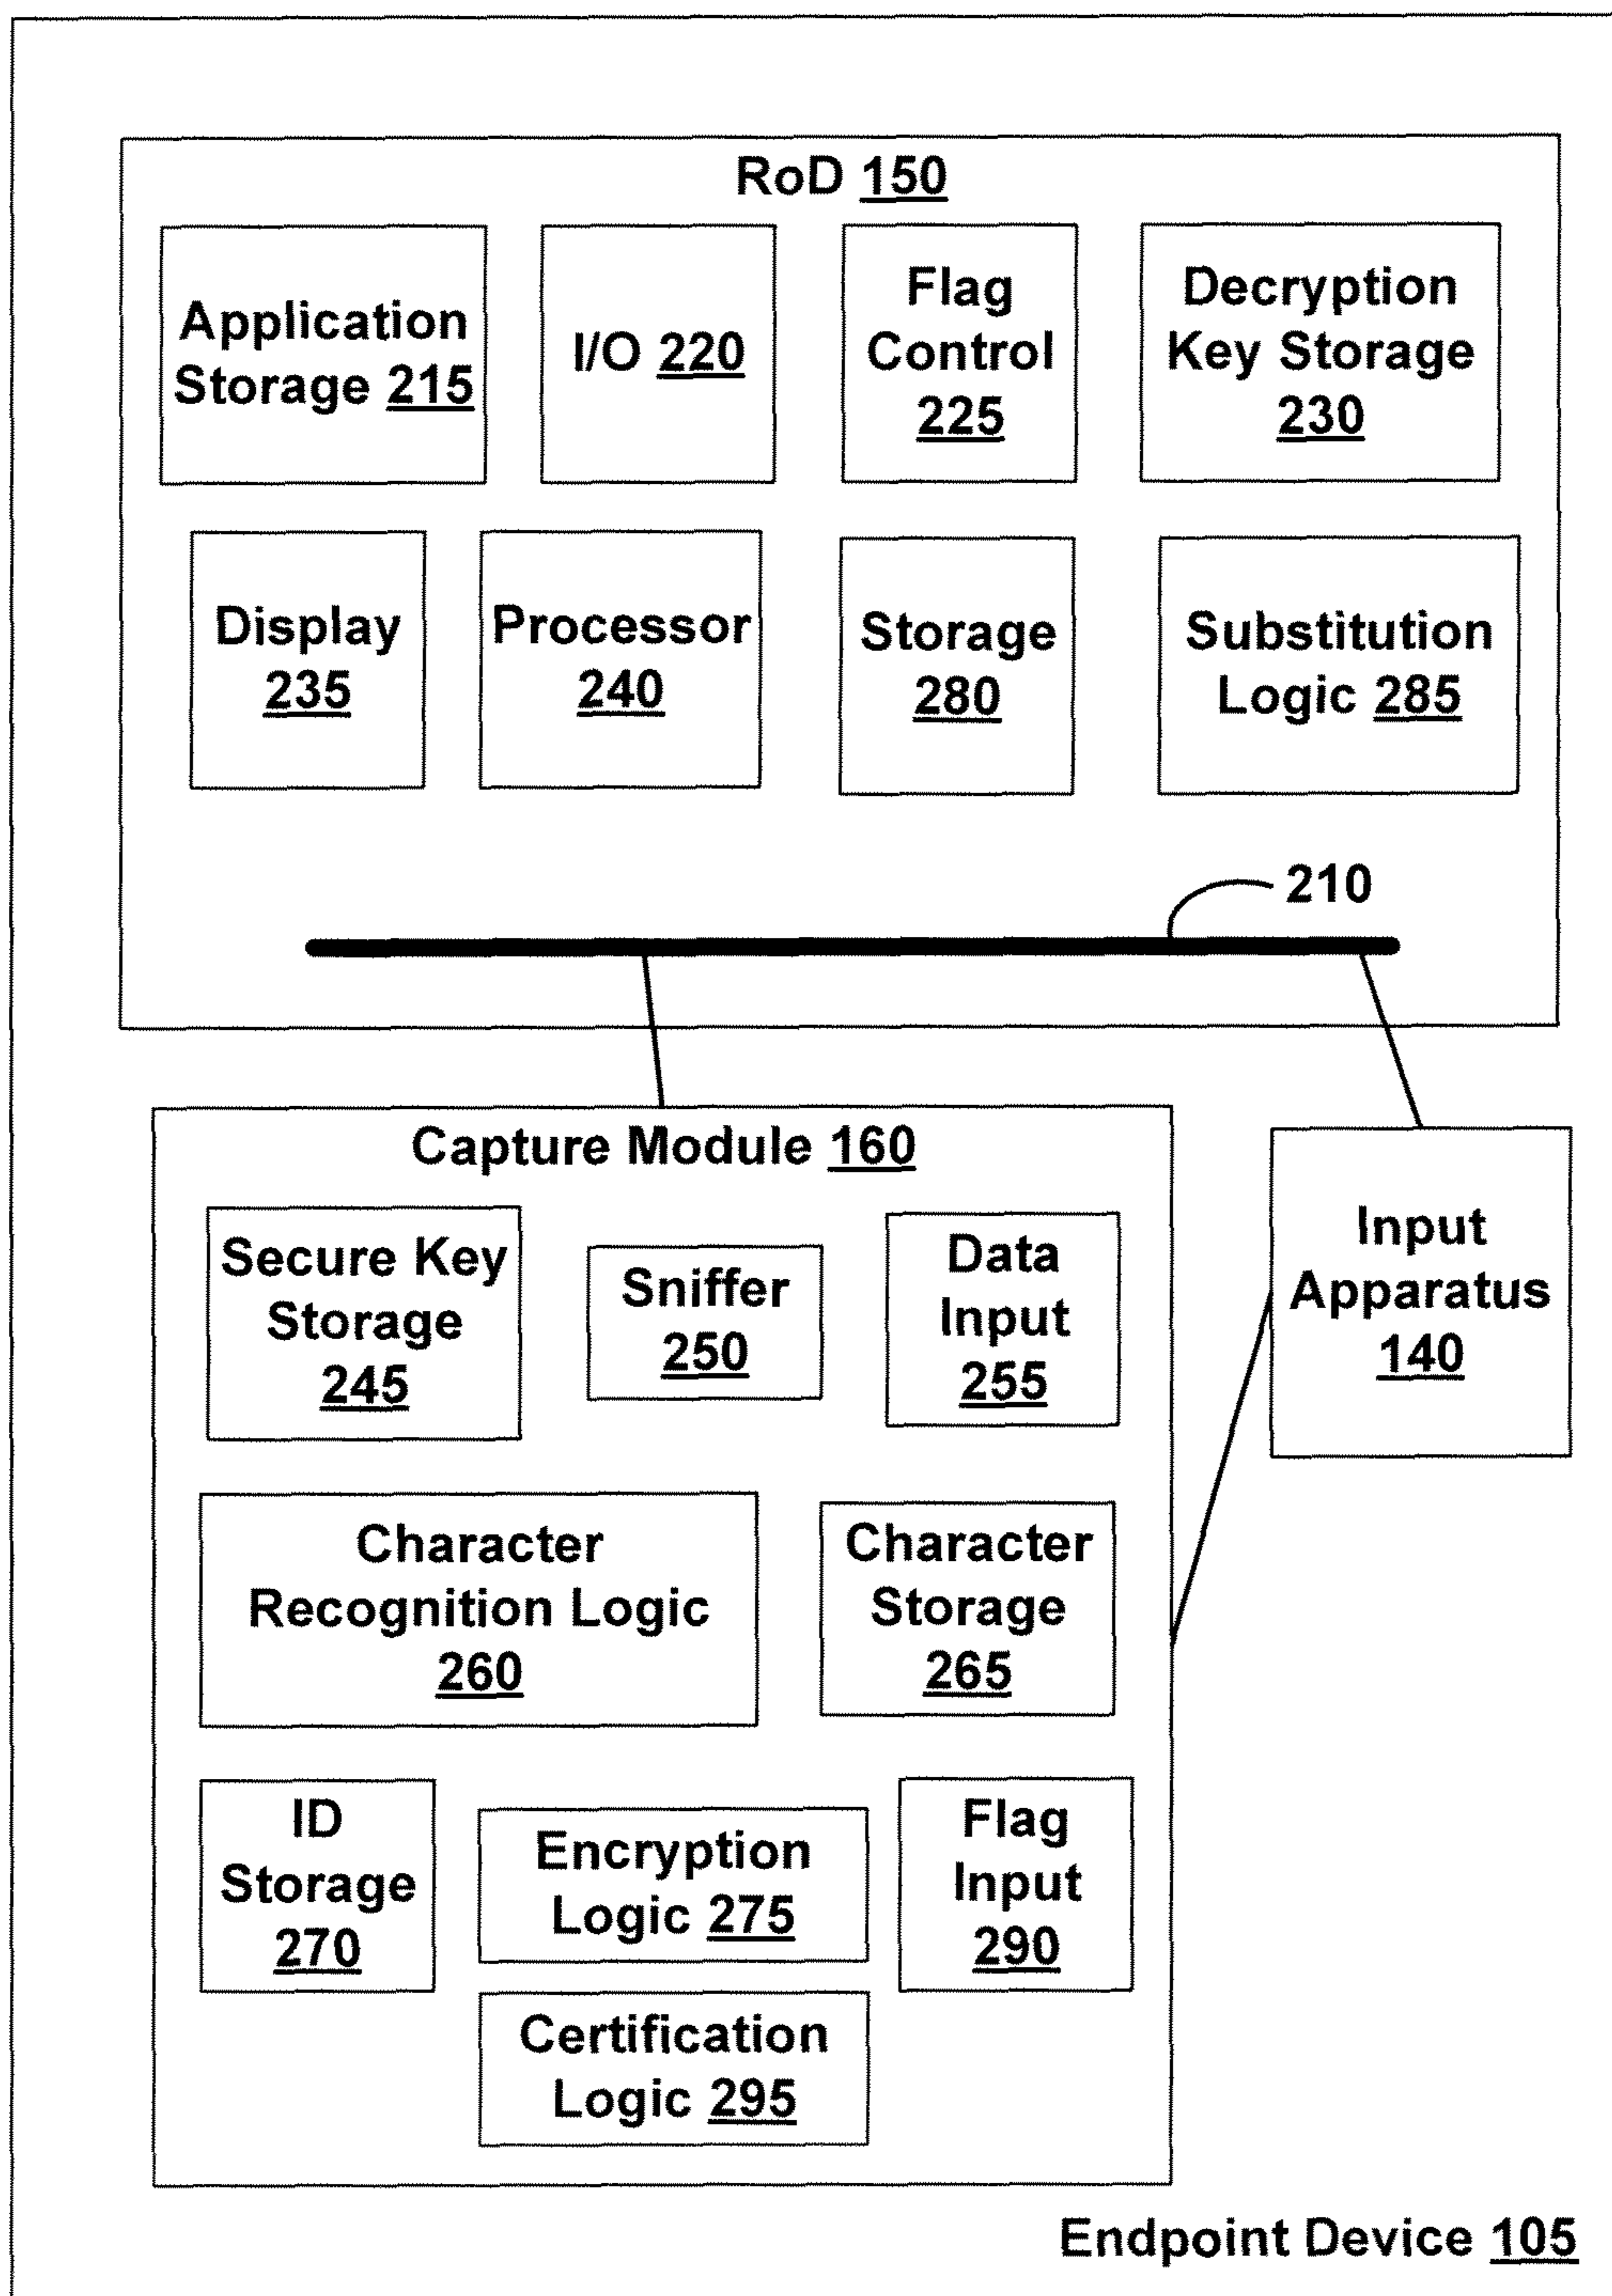 RoD 150
Application
Storage 215
I/O 220
Flag
Control
225
Decryption
Key Storage
230
Display
235
Processor
240
Storage
280
Substitution
Logic 285
210
Capture Module 160
Secure Key
Storage
245
Sniffer
250
Data
Input
255
Input
Apparatus
140
Character
Recognition Logic
260
Character
Storage
265
ID
Storage
270
Encryption
Logic 275
Flag
Input
290
Certification
Logic 295
Endpoint Device 105